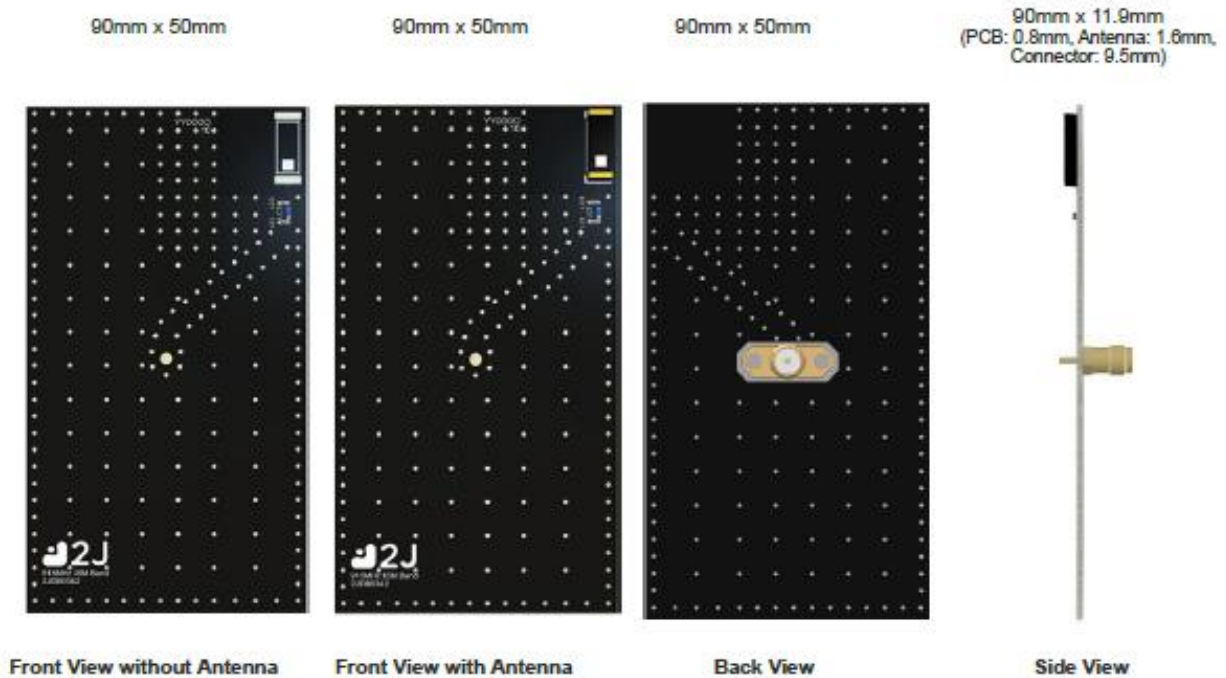 90mm x 50mm
90mm x 50mm
90mm x 50mm
90mm x 11.9mm
(PCB: 0.8mm, Antenna: 1.6mm,
Connector: 9.5mm)
2J
2J
Front View without Antenna
Front View with Antenna
Back View
Side View